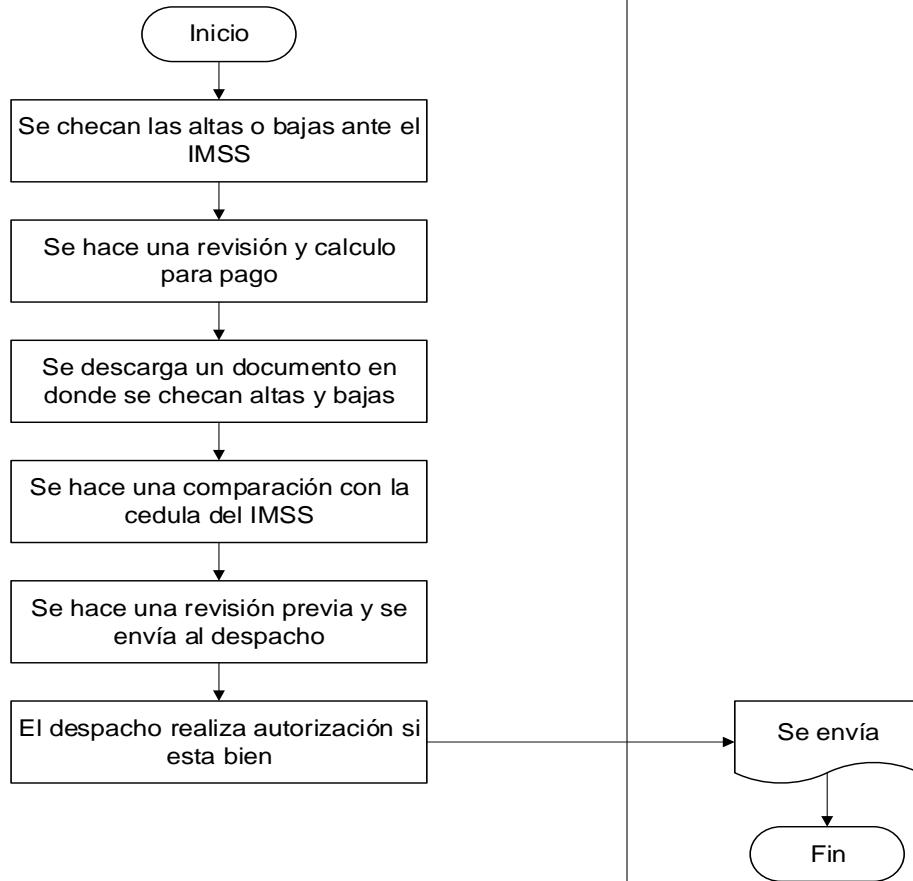 Inicio
Se checan las altas o bajas ante el
IMSS
Se hace una revisión y calculo
para pago
Se descarga un documento en
donde se checan altas y bajas
Se hace una comparación con la
cedula del IMSS
Se hace una revisión previa y se
envía al despacho
El despacho realiza autorización si
esta bien
Se envía
Fin